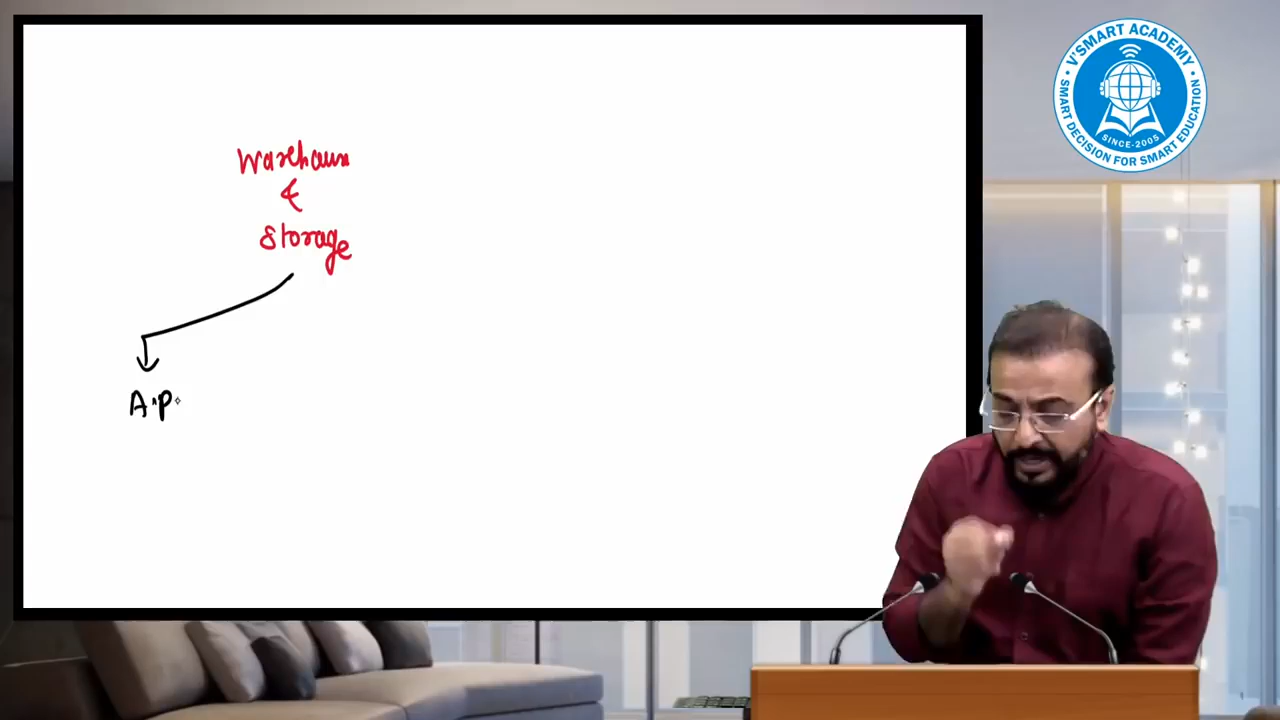 Warehouse
&
Storage
A.P.
V'SMART ACADEMY
SMART DECISION FOR SMART EDUCATION
SINCE-2005